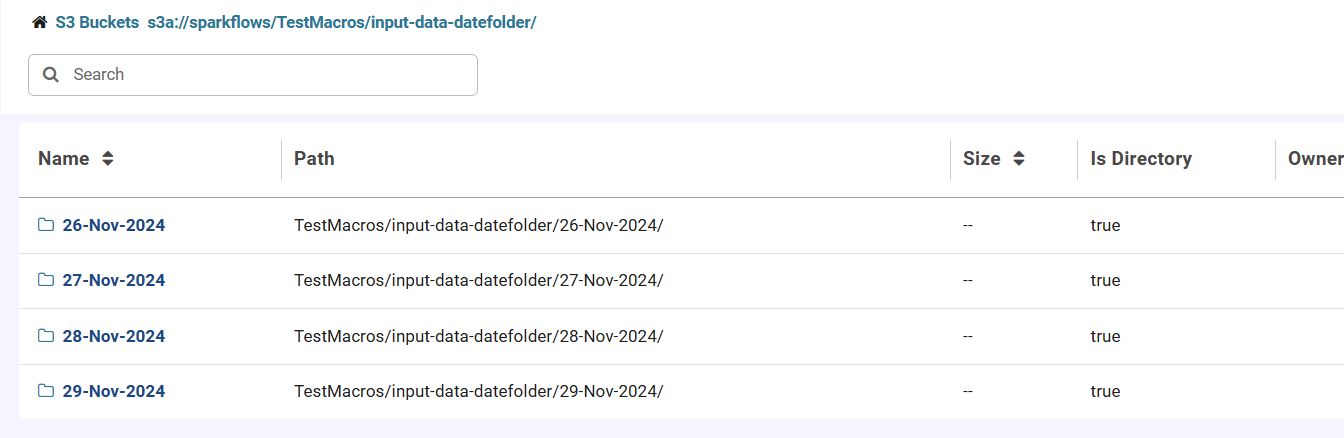 S3 Buckets s3a://sparkflows/TestMacros/input-data-datefolder/
Search
Name Path Size Is Directory Owner
26-Nov-2024 TestMacros/input-data-datefolder/26-Nov-2024/ -- true
27-Nov-2024 TestMacros/input-data-datefolder/27-Nov-2024/ -- true
28-Nov-2024 TestMacros/input-data-datefolder/28-Nov-2024/ -- true
29-Nov-2024 TestMacros/input-data-datefolder/29-Nov-2024/ -- true